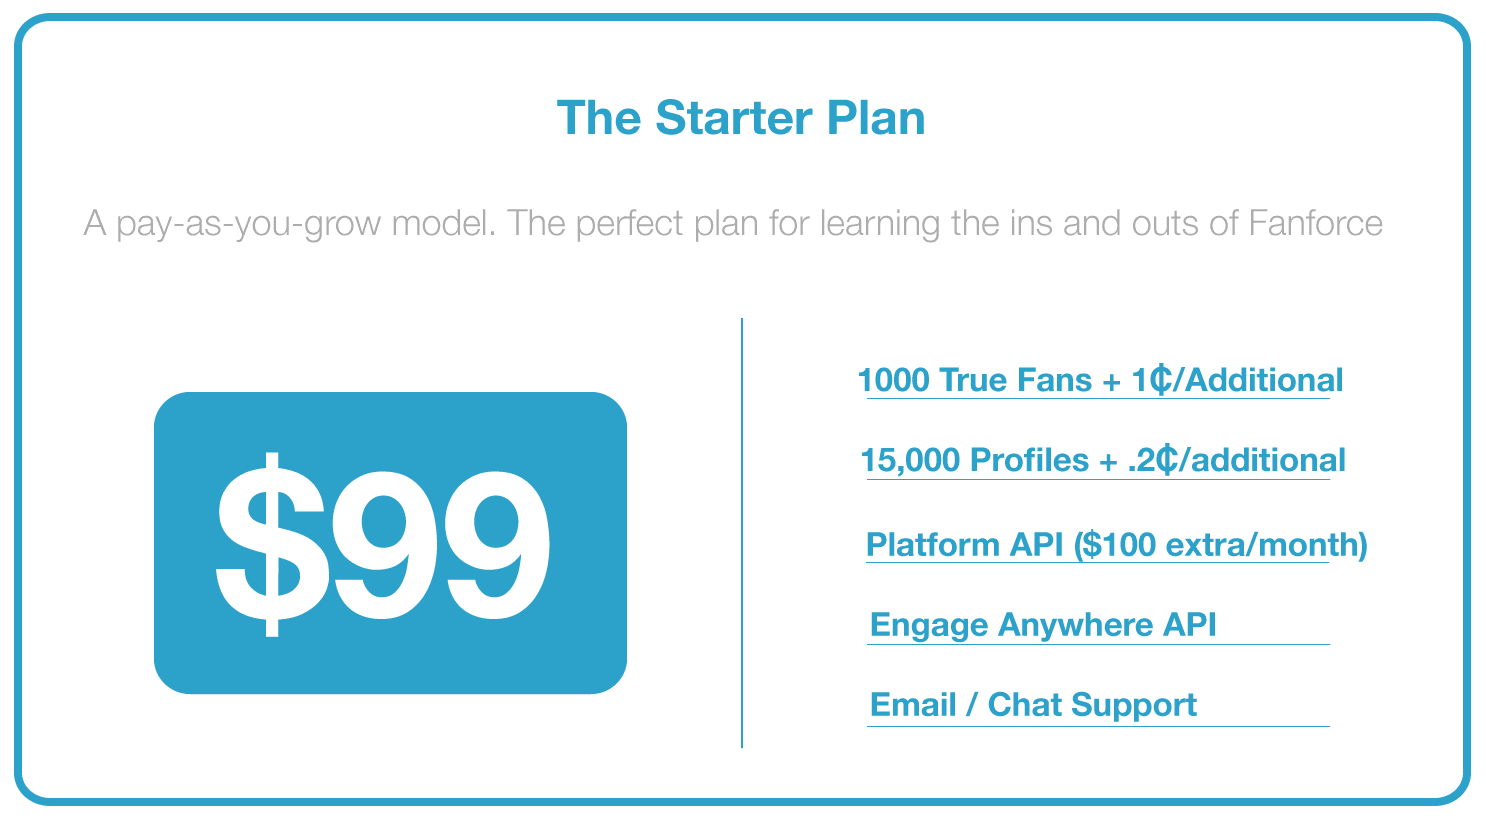 The Starter Plan
A pay-as-you-grow model. The perfect plan for learning the ins and outs of Fanforce
$99
1000 True Fans + 1₵/Additional
15,000 Profiles + .2₵/additional
Platform API ($100 extra/month)
Engage Anywhere API
Email / Chat Support